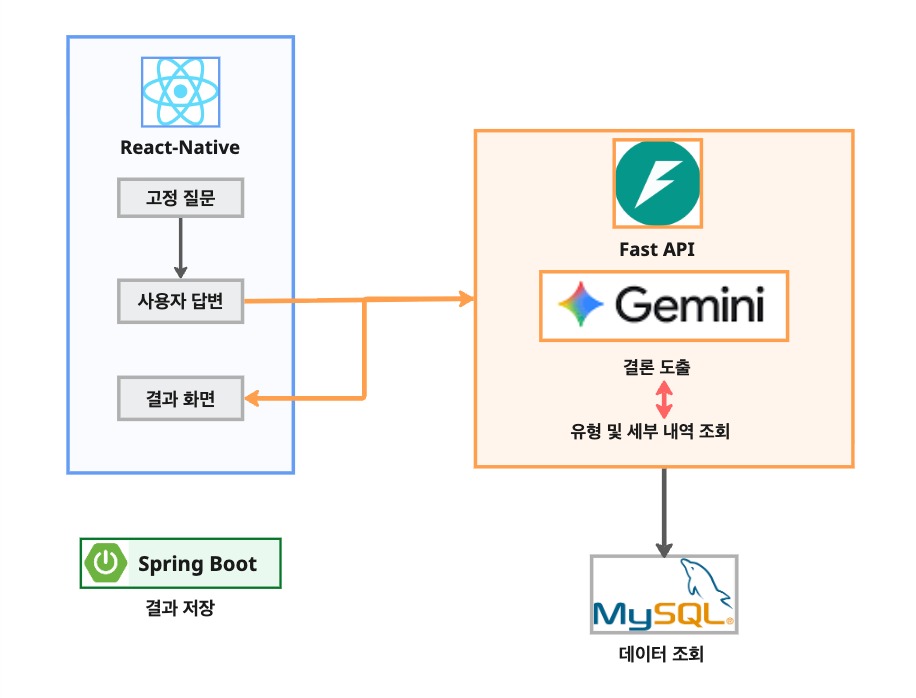 React-Native
고정 질문
사용자 답변
결과 화면
Fast API
Gemini
결론 도출
유형 및 세부 내역 조회
Spring Boot
결과 저장
MySQL®
데이터 조회